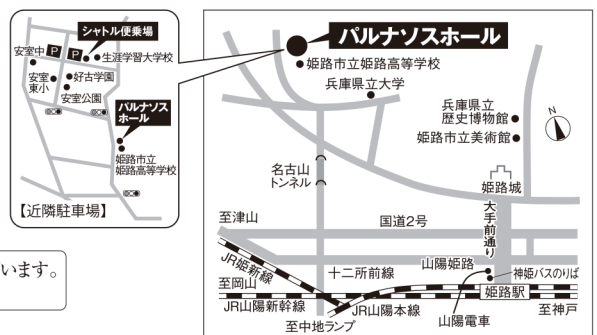 シャトル便乗場
安室中
P
P
生涯学習大学校
安室
東小
好古学園
安室公園
パルナソス
ホール
姫路市立
姫路高等学校
【近隣駐車場】
います。
パルナソスホール
姫路市立姫路高等学校
兵庫県立大学
兵庫県立
歴史博物館
姫路市立美術館
N
名古山
トンネル
姫路城
大手前通り
至津山
国道2号
JR姫新線
十二所前線
山陽姫路
神姫バスのりば
至岡山
姫路駅
JR山陽新幹線
JR山陽本線
至神戸
山陽電車
至中地ランプ